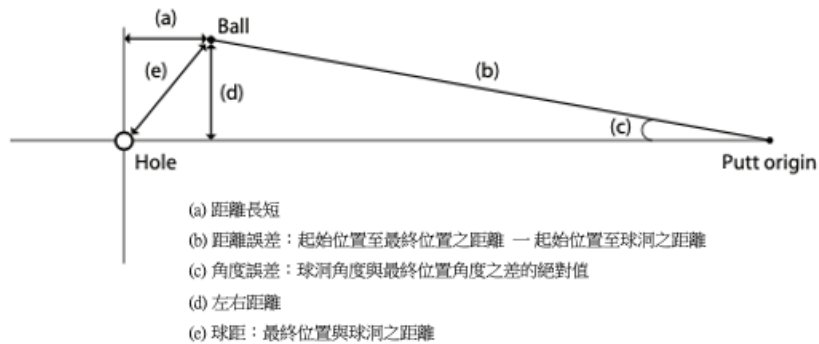 (a)
Ball
(b)
(e)
(d)
(c)
Hole
Putt origin
(a) 距離長短
(b) 距離誤差：起始位置至最終位置之距離 一 起始位置至球洞之距離
(c) 角度誤差：球洞角度與最終位置角度之差的絕對值
(d) 左右距離
(e) 球距：最終位置與球洞之距離